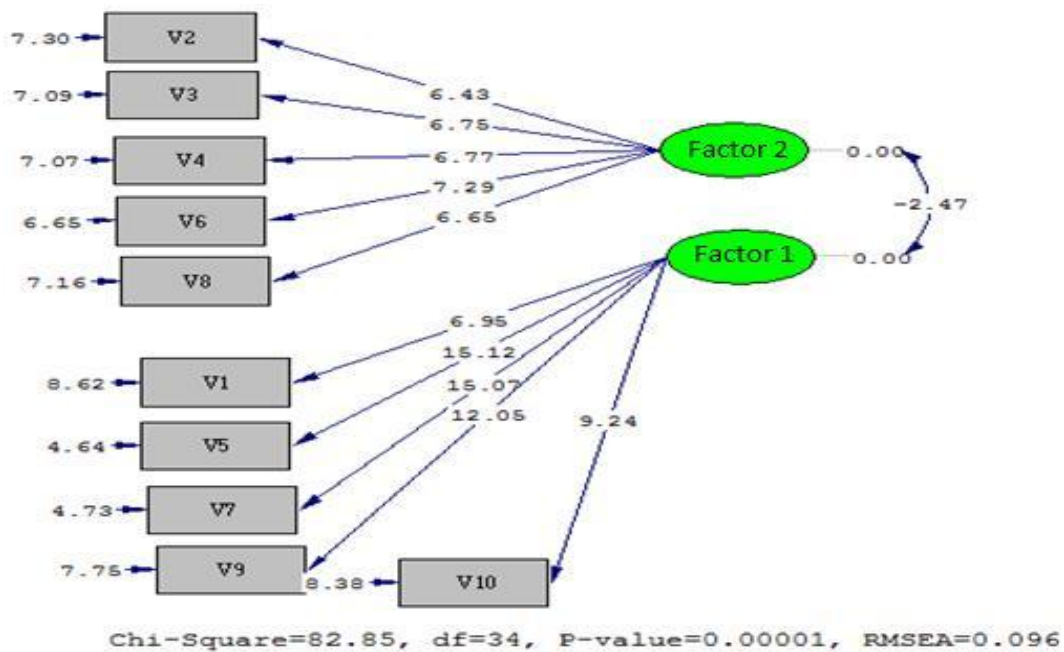 7.30 V2
6.43
7.09 V3
6.75
7.07 V4
6.77
Factor 2 0.00
7.29
6.65 V6
6.65
-2.47
7.16 V8
Factor 1 0.00
6.95
15.12
8.62 V1
15.07
12.05
9.24
4.64 V5
4.73 V7
7.75 V9
8.38 V10
Chi-Square=82.85, df=34, P-value=0.00001, RMSEA=0.096